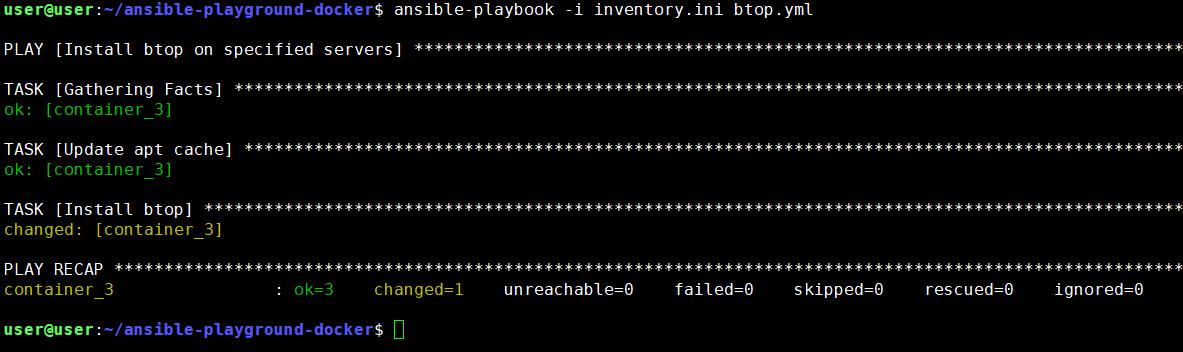 user@user:~/ansible-playground-docker$ ansible-playbook -i inventory.ini btop.yml
PLAY [Install btop on specified servers] *****************************************************************************
TASK [Gathering Facts] ***********************************************************************************************
ok: [container_3]
TASK [Update apt cache] **********************************************************************************************
ok: [container_3]
TASK [Install btop] **************************************************************************************************
changed: [container_3]
PLAY RECAP ***********************************************************************************************************
container_3                : ok=3    changed=1    unreachable=0    failed=0    skipped=0    rescued=0    ignored=0
user@user:~/ansible-playground-docker$